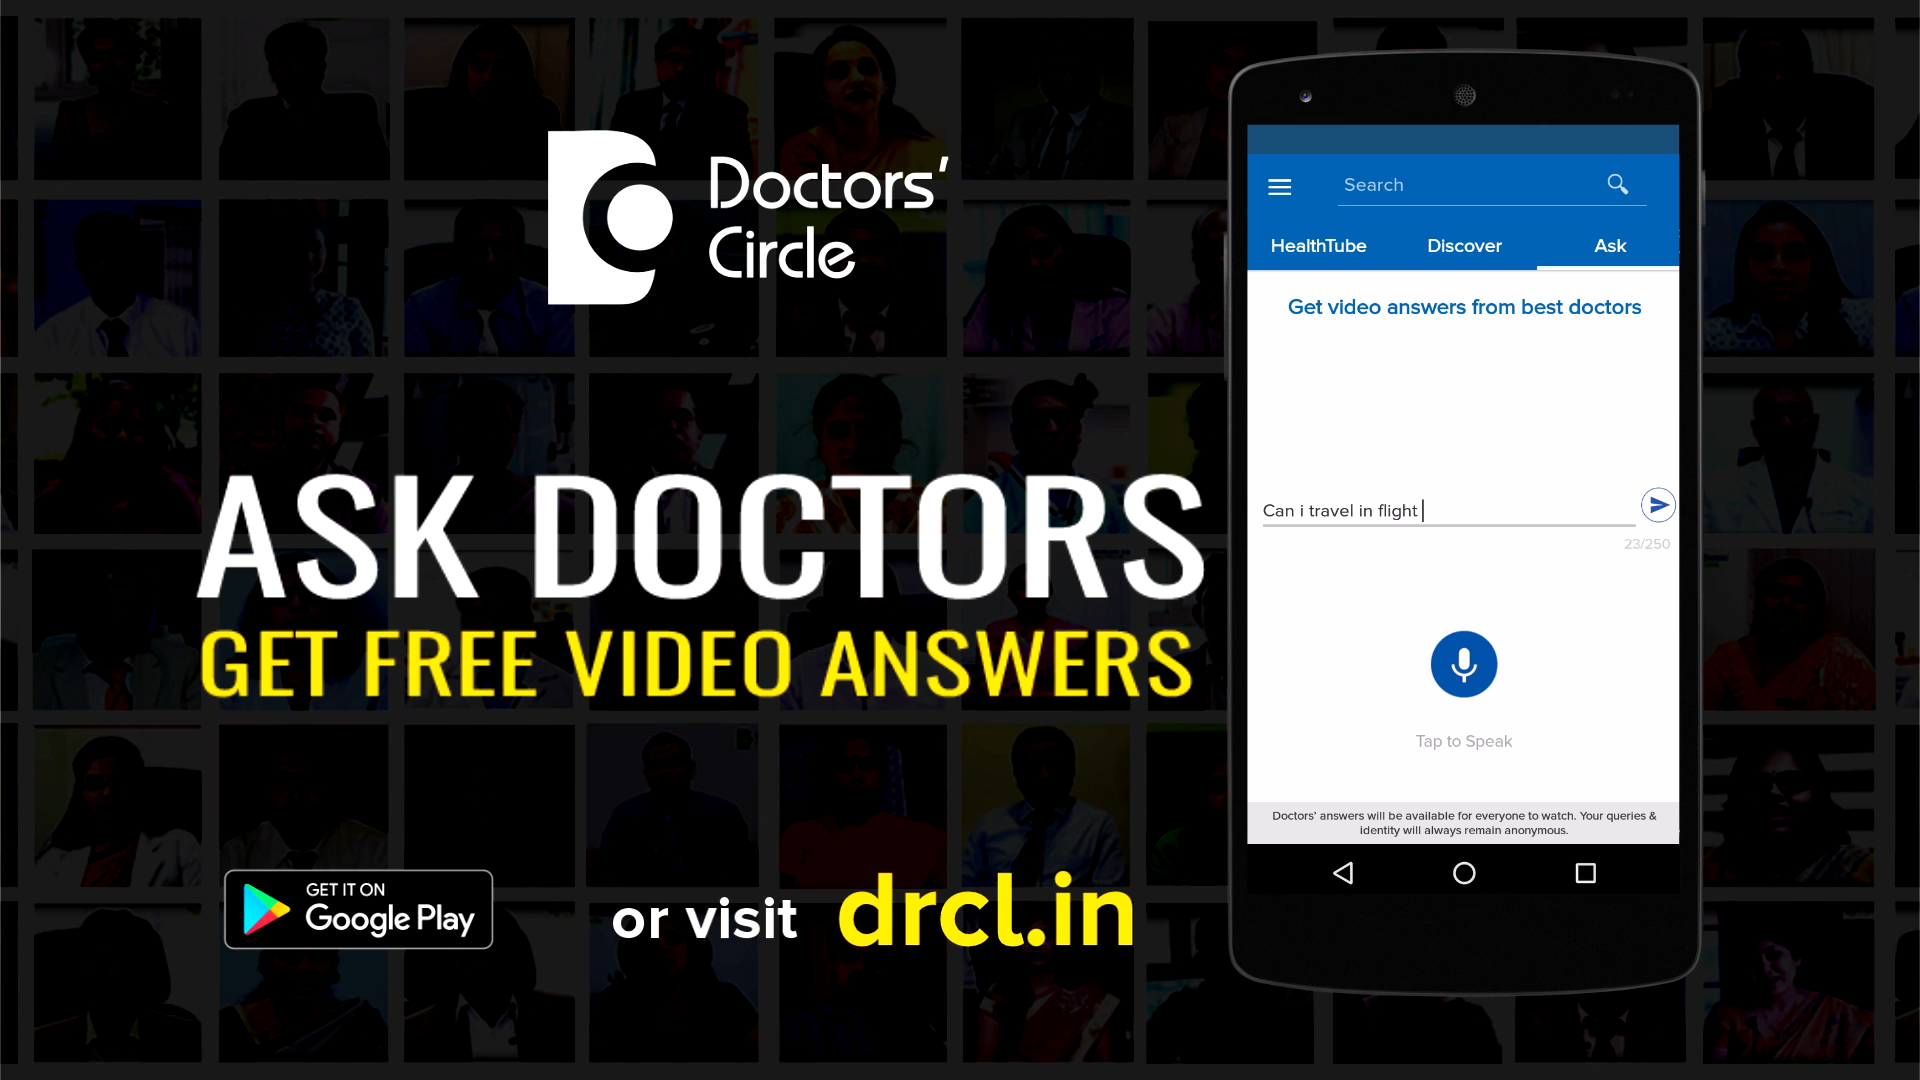 Doctors'
Circle
ASK DOCTORS
GET FREE VIDEO ANSWERS
GET IT ON
Google Play
or visit drcl.in
Search
HealthTube Discover Ask
Get video answers from best doctors
Can i travel in flight
23/250
Tap to Speak
Doctors' answers will be available for everyone to watch. Your queries &
identity will always remain anonymous.